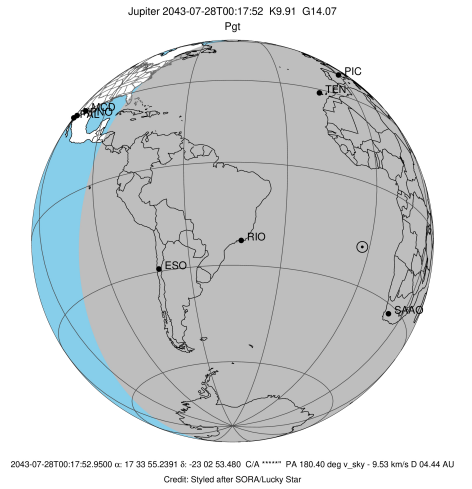 Jupiter 2043-07-28T00:17:52 K9.91 G14.07
Pgt
PIC
TEN
MCD
RIO
ESO
SAAO
2043-07-28T00:17:52.9500 α: 17 33 55.2391 δ: -23 02 53.480 C/A *****" PA 180.40 deg v_sky - 9.53 km/s D 04.44 AU
Credit: Styled after SORA/Lucky Star